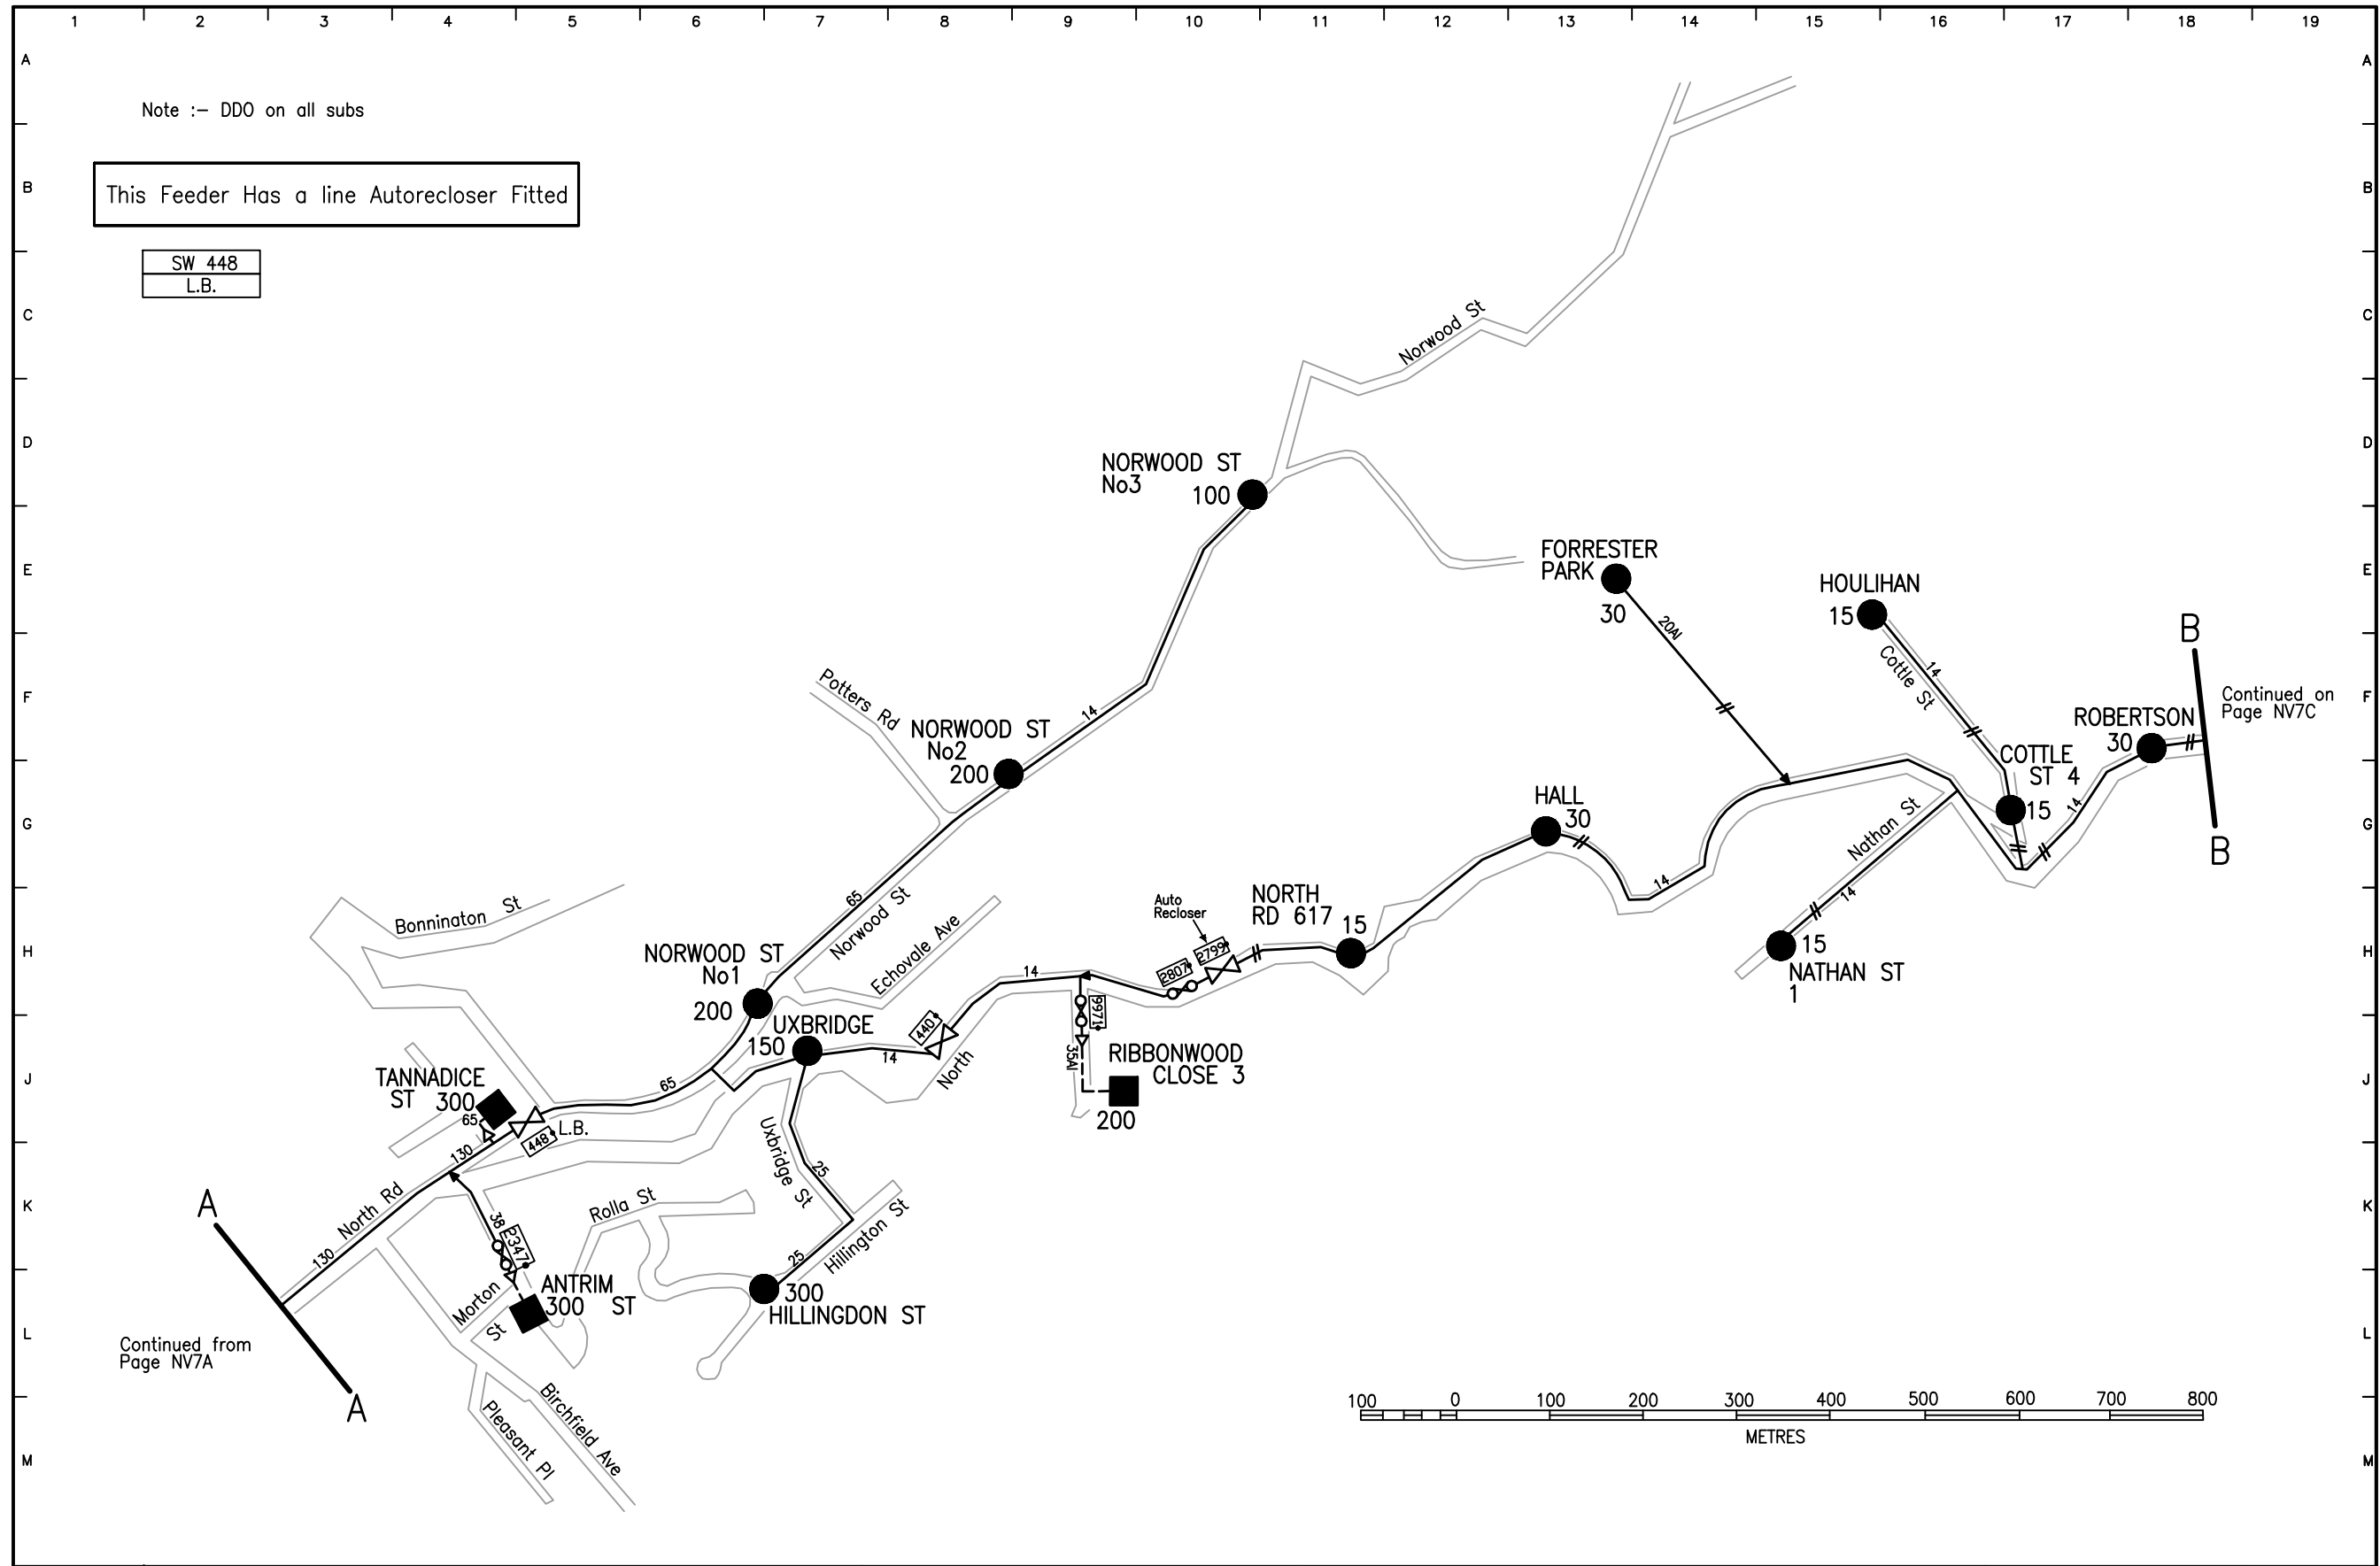 1 2 3 4 5 6 7 8 9 10 11 12 13 14 15 16 17 18 19
A A
Note :- DDO on all subs
B B
This Feeder Has a line Autorecloser Fitted
SW 448
L.B.
C C
Norwood St
D D
NORWOOD ST
No3 100
E E
FORRESTER
PARK
30
20Al
HOULIHAN
15
14
Cottle St
B
F F
Continued on
Page NV7C
ROBERTSON
30
Potters Rd
14
NORWOOD ST
No2
200
COTTLE
ST 4
15
14
HALL
30
G G
Nathan St
14
B
14
65
Norwood St
Bonninaton St
Echovale Ave
Auto
Recloser
2807
2799
NORTH
RD 617 15
H H
15
NATHAN ST
1
NORWOOD ST
No1
200
14
9971
UXBRIDGE
150
440
14
North
35Al
RIBBONWOOD
CLOSE 3
200
J J
TANNADICE
ST 300
65
65
L.B.
448
130
Uxbridge St
25
K K
A
North Rd
130
38
E347
Rolla St
Hillington St
25
Morton
St
ANTRIM
300 ST
300
HILLINGDON ST
L L
Continued from
Page NV7A
A
Birchfield Ave
Pleasant Pl
100 0 100 200 300 400 500 600 700 800
METRES
M M